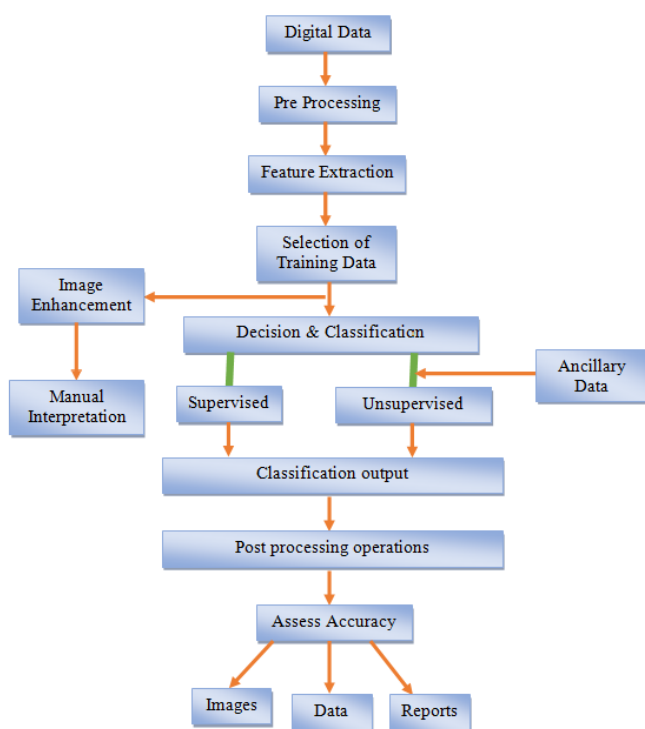 Digital Data
Pre Processing
Feature Extraction
Selection of
Training Data
Image
Enhancement
Decision & Classification
Manual
Interpretation
Supervised
Unsupervised
Ancillary
Data
Classification output
Post processing operations
Assess Accuracy
Images
Data
Reports